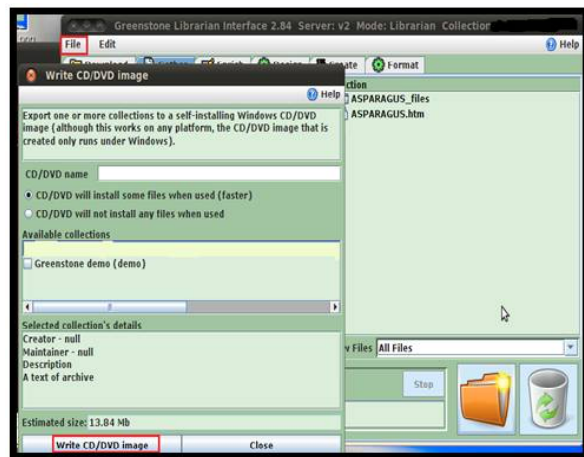 Greenstone Librarian Interface 2.84 Server: v2 Mode: Librarian Collection
File Edit
Help
Format
Write CD/DVD image
Help
Export one or more collections to a self-installing Windows CD/DVD
image (although this works on any platform, the CD/DVD image that is
created only runs under Windows).
CD/DVD name
CD/DVD will install some files when used (faster)
CD/DVD will not install any files when used
Available collections
Greenstone demo (demo)
Selected collection's details
Creator - null
Maintainer - null
Description
A text of archive
Estimated size: 13.84 Mb
Write CD/DVD image
Close
ction
ASPARAGUS_files
ASPARAGUS.htm
w Files All Files
Stop